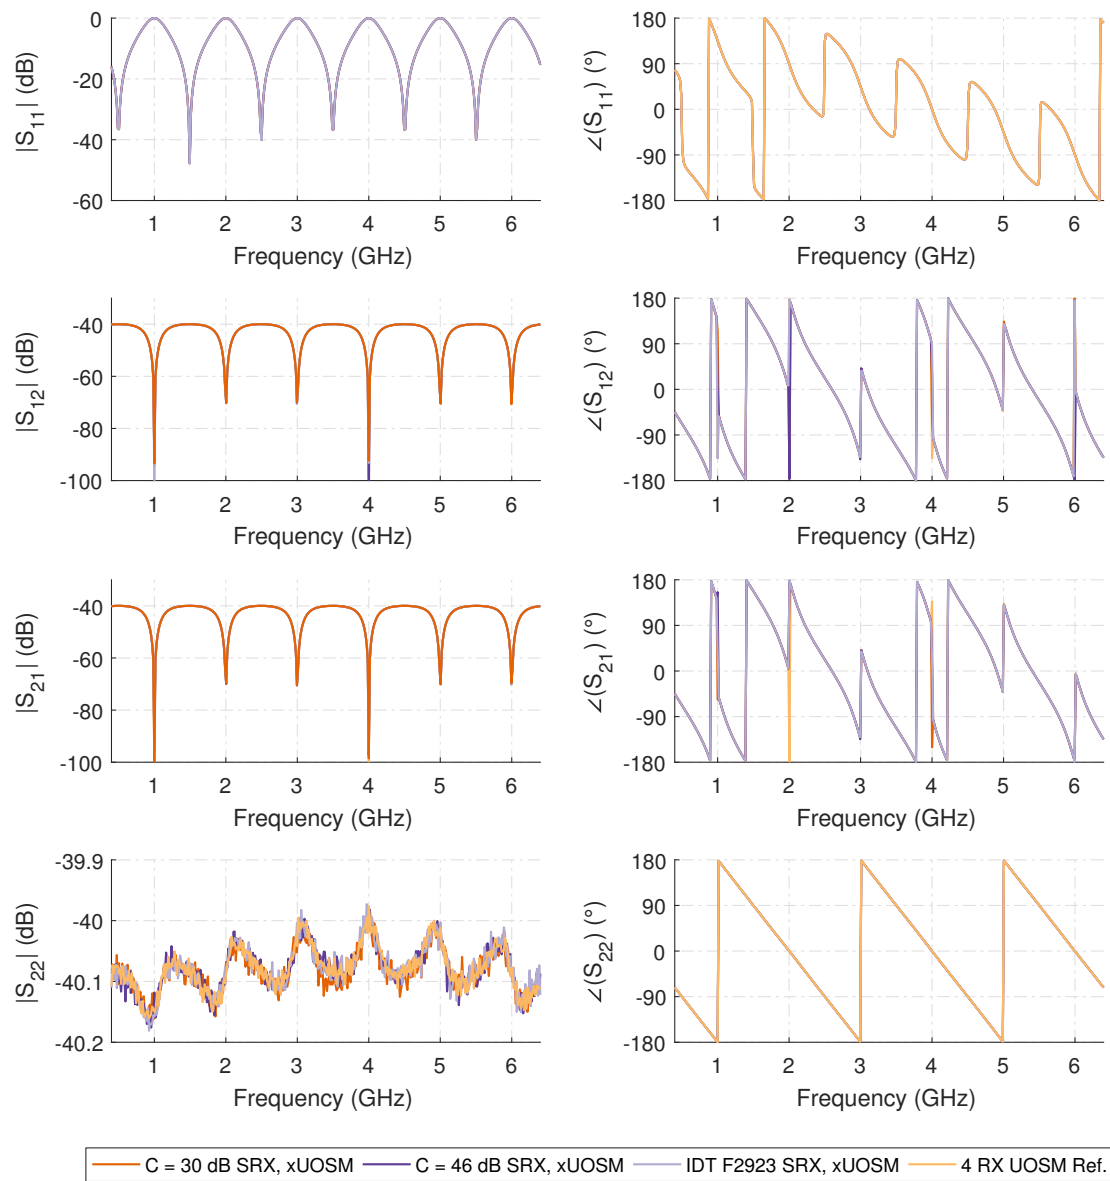 |S11| (dB)
0
-20
-40
-60
1 2 3 4 5 6
Frequency (GHz)
∠(S11) (°)
180
90
0
-90
-180
1 2 3 4 5 6
Frequency (GHz)
|S12| (dB)
-40
-60
-80
-100
1 2 3 4 5 6
Frequency (GHz)
∠(S12) (°)
180
90
0
-90
-180
1 2 3 4 5 6
Frequency (GHz)
|S21| (dB)
-40
-60
-80
-100
1 2 3 4 5 6
Frequency (GHz)
∠(S21) (°)
180
90
0
-90
-180
1 2 3 4 5 6
Frequency (GHz)
|S22| (dB)
-39.9
-40
-40.1
-40.2
1 2 3 4 5 6
Frequency (GHz)
∠(S22) (°)
180
90
0
-90
-180
1 2 3 4 5 6
Frequency (GHz)
C = 30 dB SRX, xUOSM C = 46 dB SRX, xUOSM IDT F2923 SRX, xUOSM 4 RX UOSM Ref.